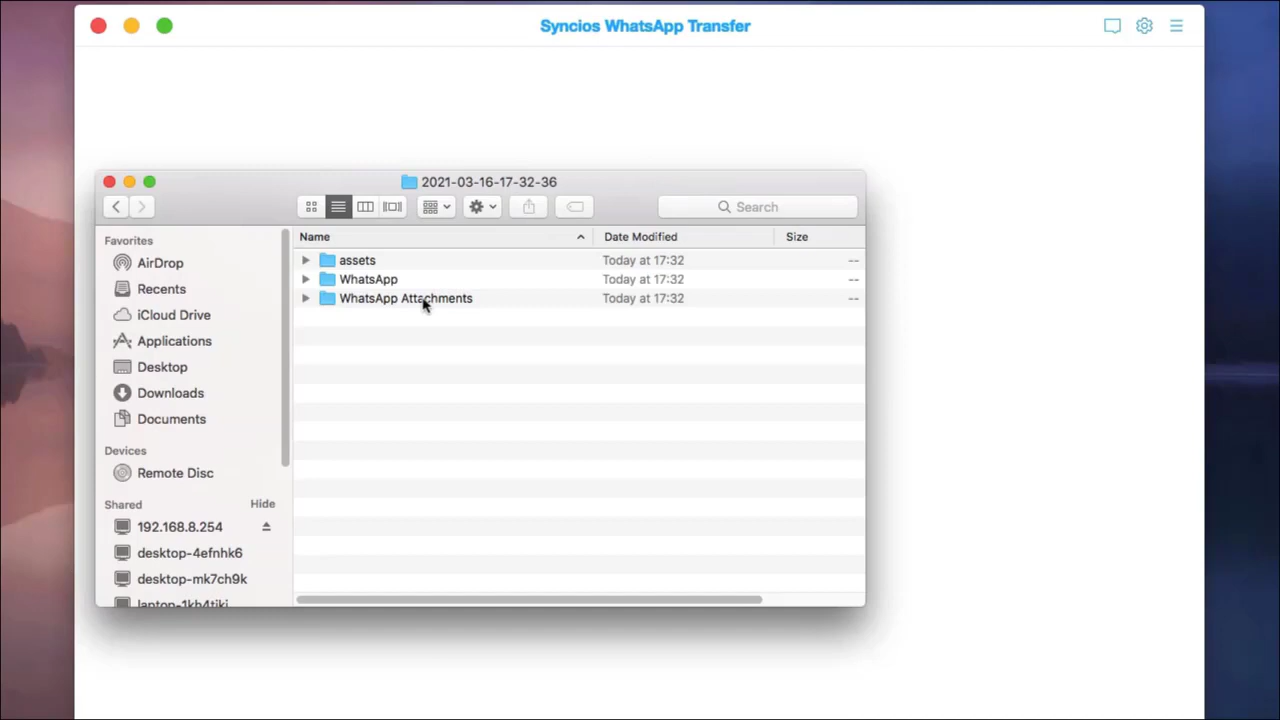 Syncios WhatsApp Transfer
2021-03-16-17-32-36
Search
Favorites
AirDrop
Recents
iCloud Drive
Applications
Desktop
Downloads
Documents
Devices
Remote Disc
Shared Hide
192.168.8.254
desktop-4efnhk6
desktop-mk7ch9k
laptop-1kh4tiki
Name Date Modified Size
assets Today at 17:32 --
WhatsApp Today at 17:32 --
WhatsApp Attachments Today at 17:32 --